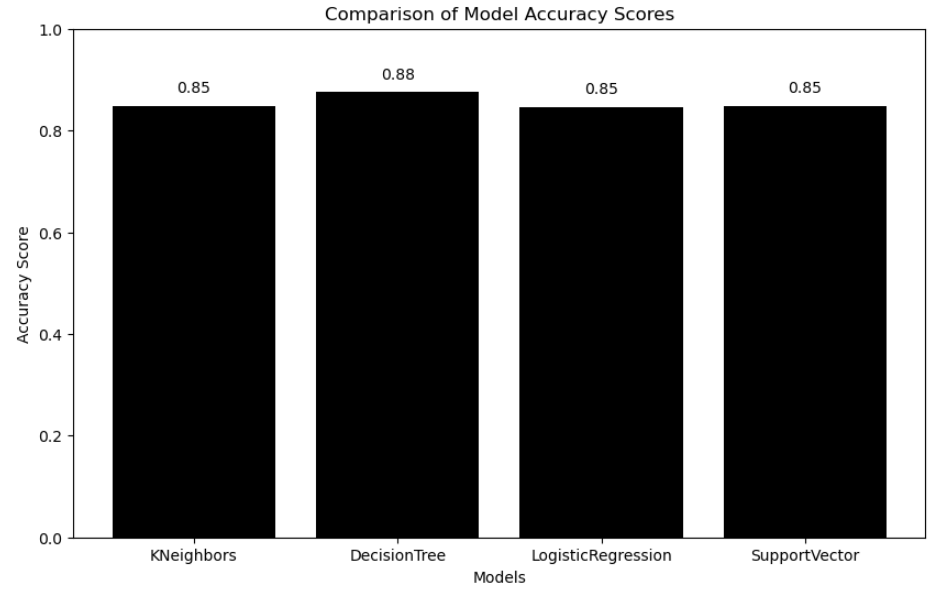 Comparison of Model Accuracy Scores
1.0
0.8
0.6
0.4
0.2
0.0
Accuracy Score
0.85
0.88
0.85
0.85
KNeighbors
DecisionTree
LogisticRegression
SupportVector
Models